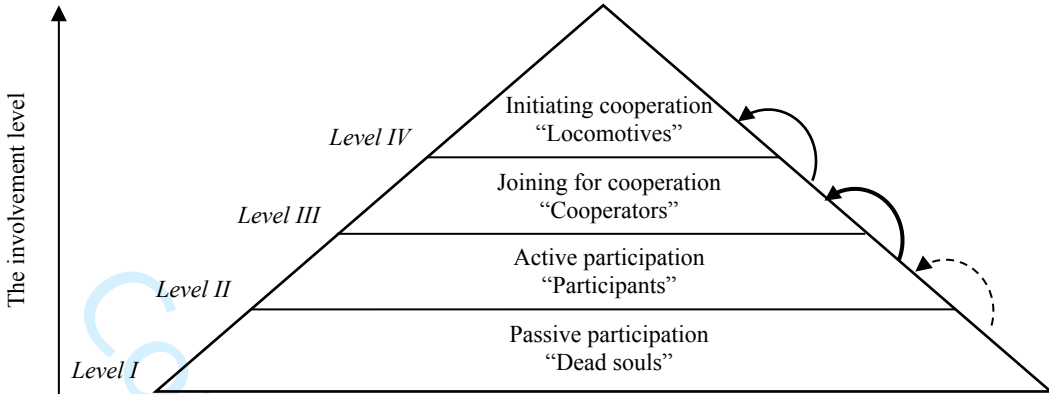 The involvement level
Initiating cooperation
“Locomotives”
Level IV
Joining for cooperation
“Cooperators”
Level III
Active participation
“Participants”
Level II
Passive participation
“Dead souls”
Level I